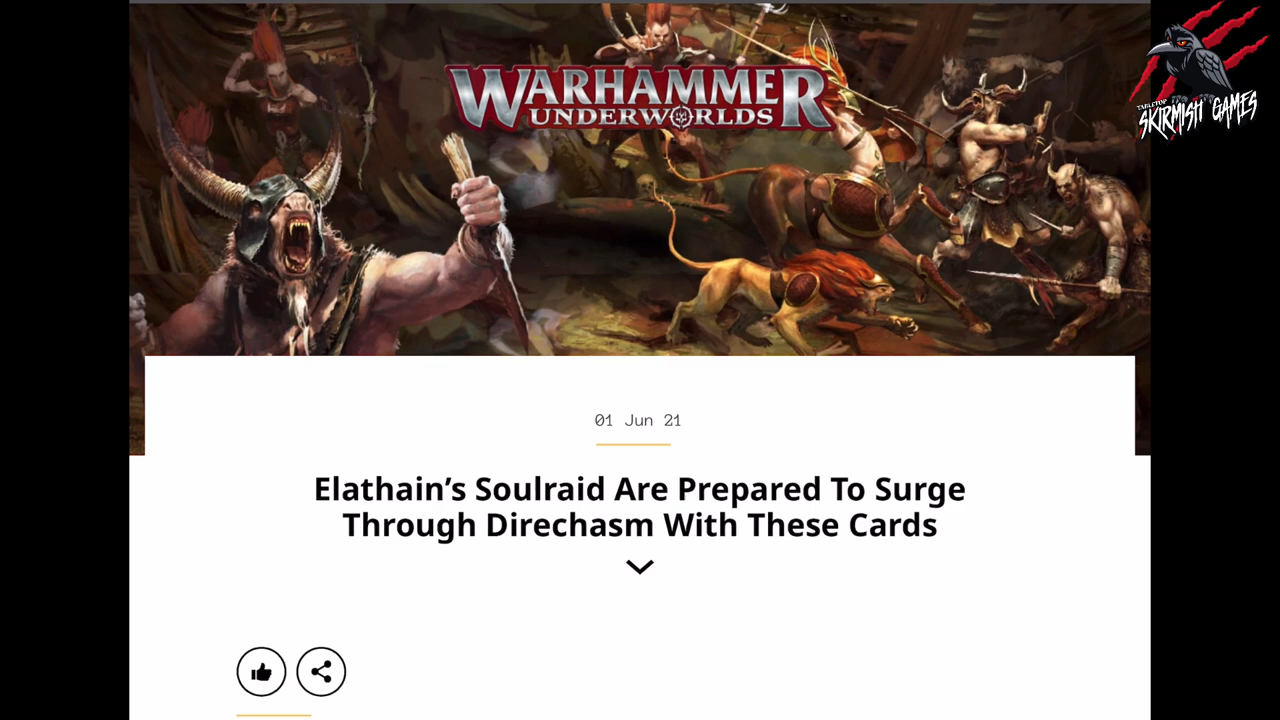 WARHAMMER
UNDERWORLDS
TABLETOP
SKIRMISH GAMES
01 Jun 21
Elathain’s Soulraid Are Prepared To Surge
Through Direchasm With These Cards